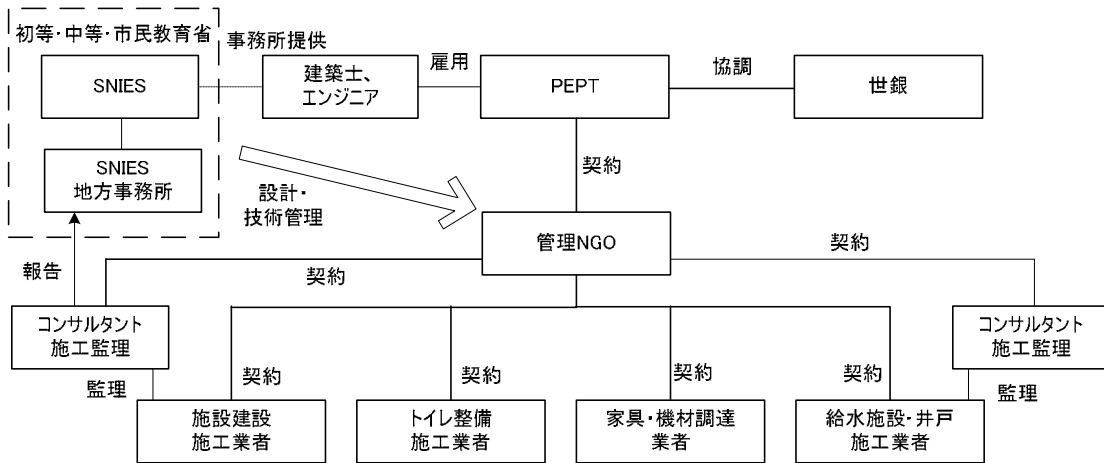 初等・中等・市民教育省
事務所提供
SNIES
建築士、
エンジニア
雇用
PEPT
協調
世銀
SNIES
地方事務所
設計・
技術管理
契約
管理NGO
報告
契約
契約
コンサルタント
施工監理
コンサルタント
施工監理
監理
契約
契約
契約
契約
監理
施設建設
施工業者
トイレ整備
施工業者
家具・機材調達
業者
給水施設・井戸
施工業者